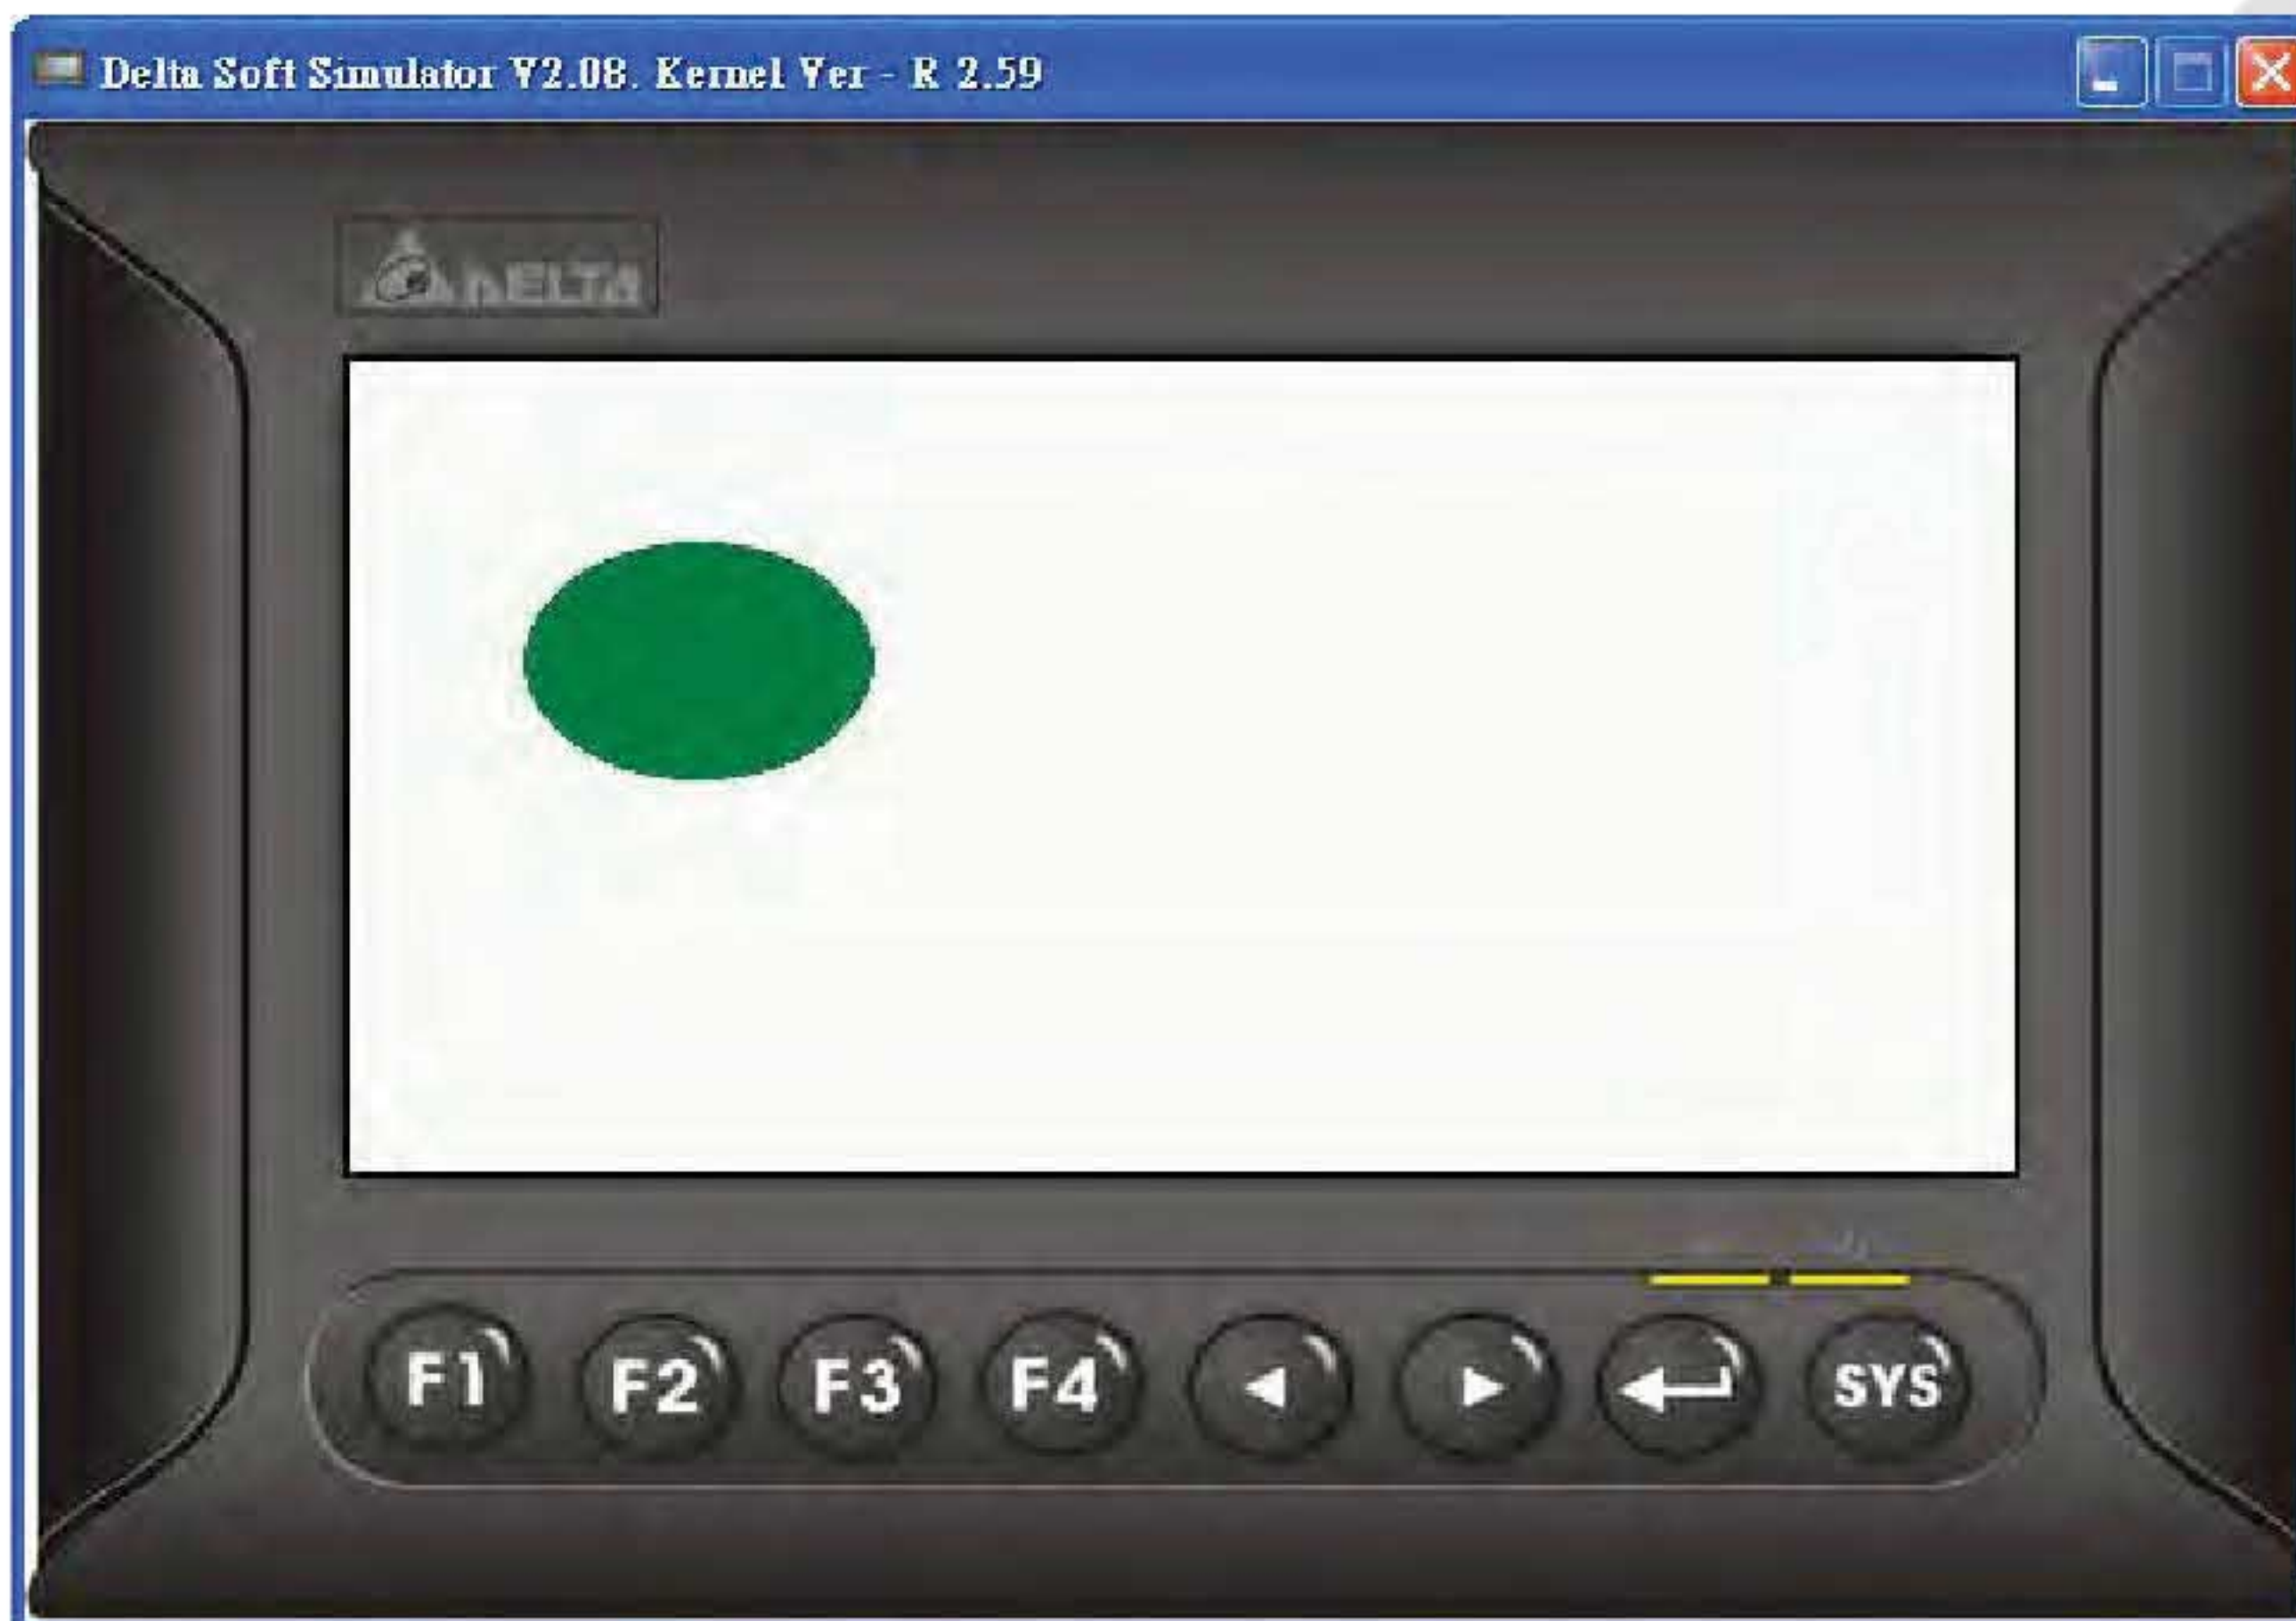 Delta Soft Simulator V2.08. Kernel Ver - R 2.59
DELTA
F1 F2 F3 F4 ◄ ► SYS